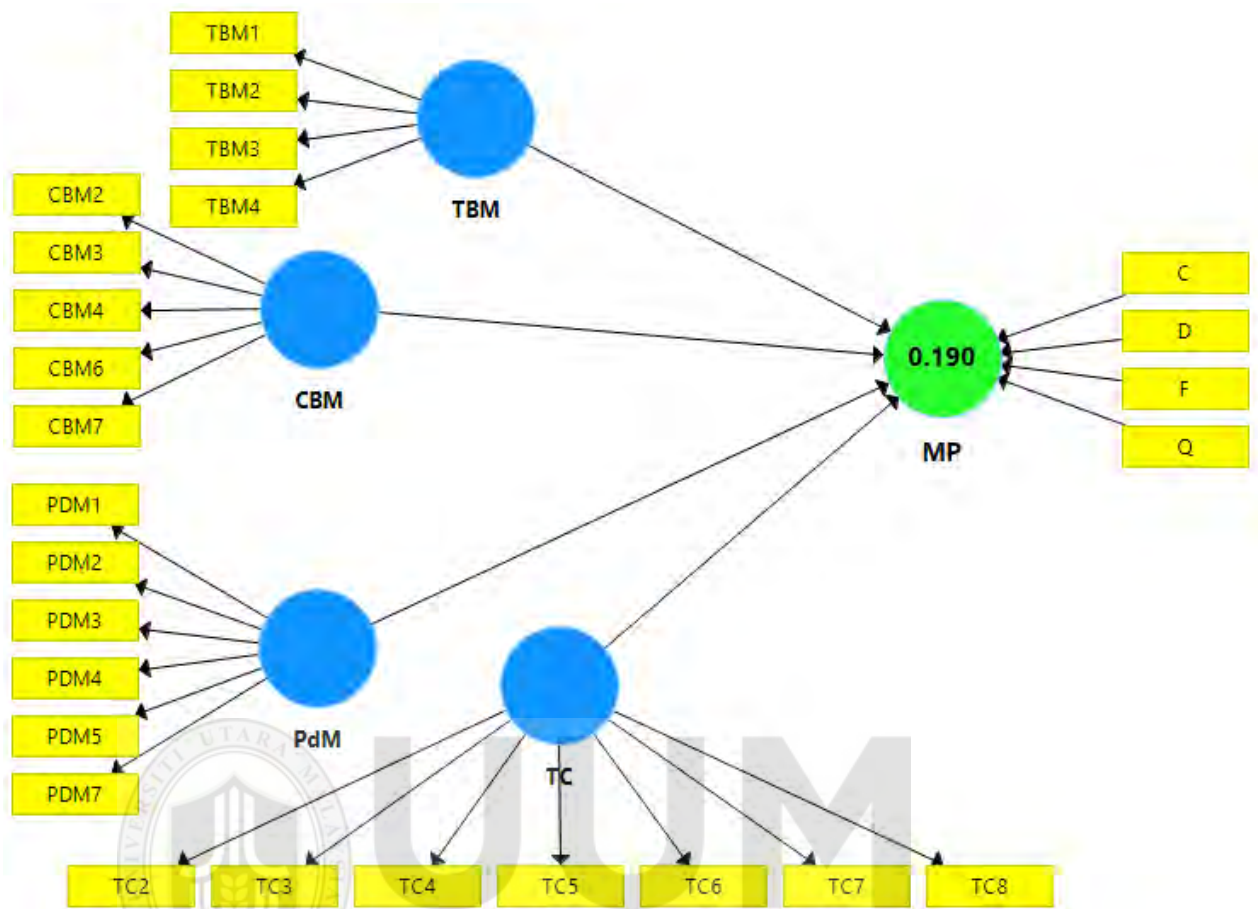 TBM1
TBM2
TBM3
TBM4
TBM
CBM2
CBM3
CBM4
CBM6
CBM7
CBM
C
D
F
Q
0.190
MP
PDM1
PDM2
PDM3
PDM4
PDM5
PDM7
PdM
TC
TC2
TC3
TC4
TC5
TC6
TC7
TC8
UUM